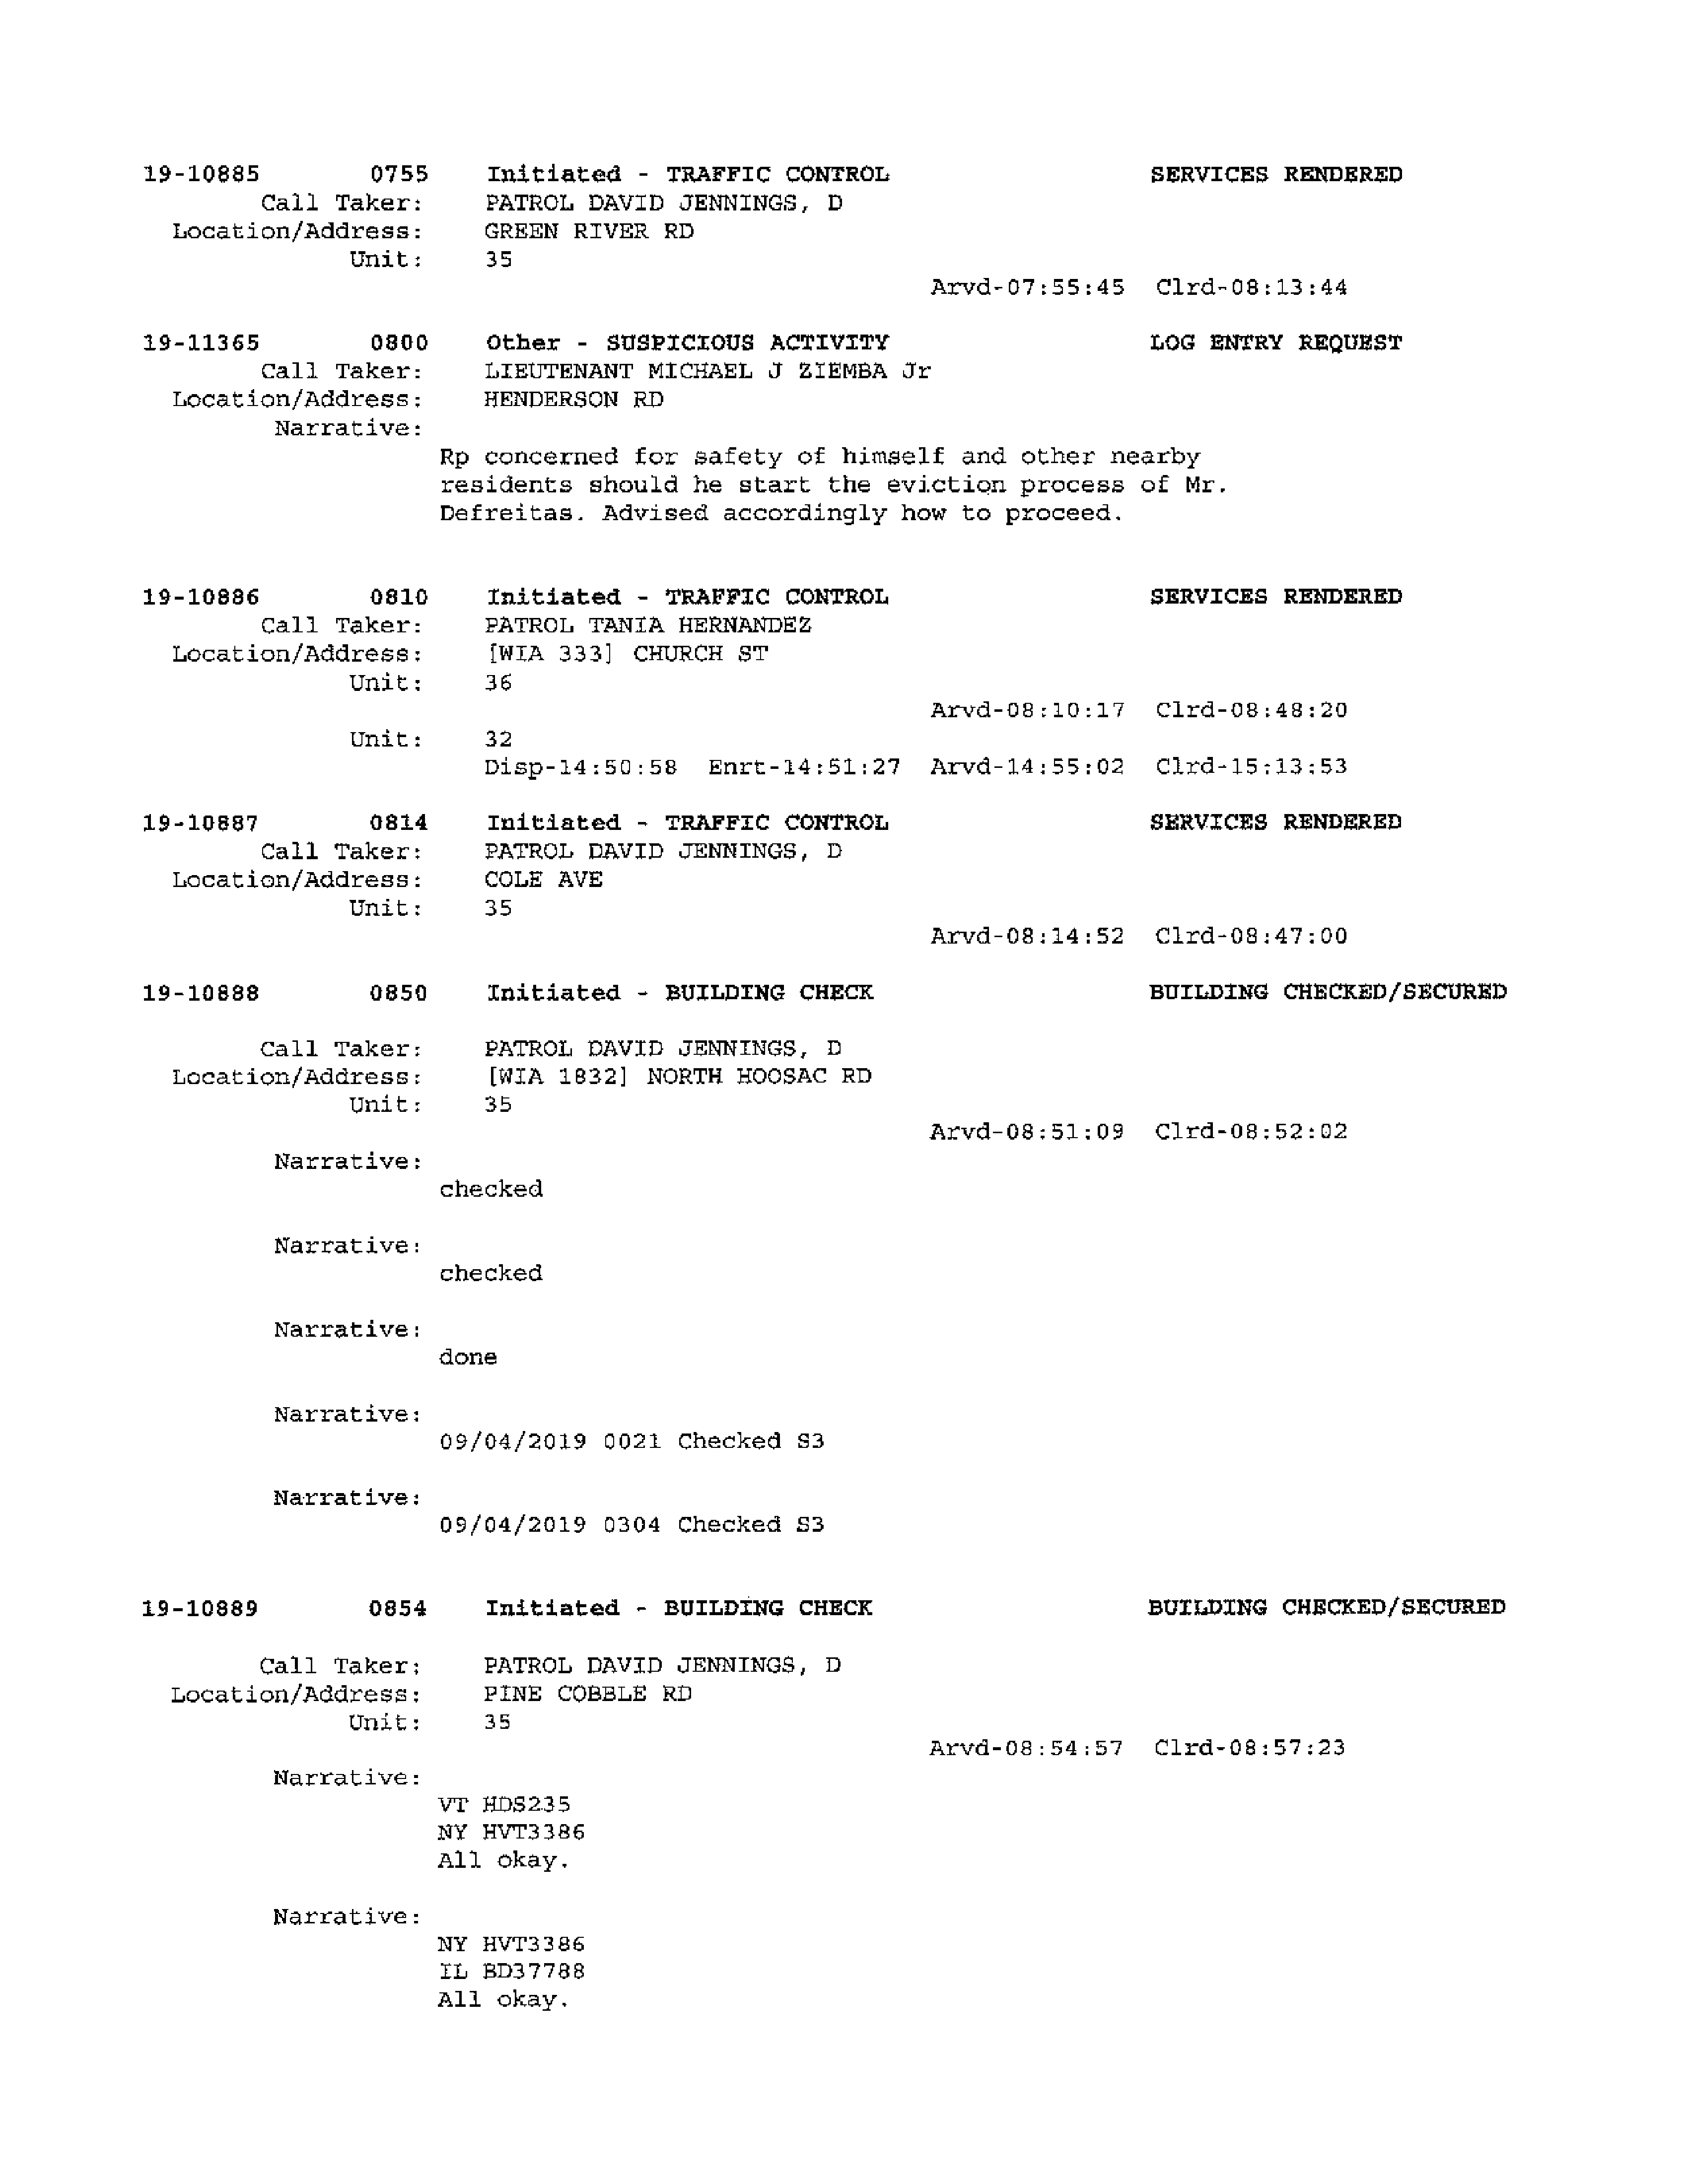 19-10885 0755 Initiated - TRAFFIC CONTROL SERVICES RENDERED
Call Taker: PATROL DAVID JENNINGS, D
Location/Address: GREEN RIVER RD
Unit: 35
Arvd-07:55:45 Clrd-08:13:44
19-11365 0800 Other - SUSPICIOUS ACTIVITY LOG ENTRY REQUEST
Call Taker: LIEUTENANT MICHAEL J ZIEMBA Jr
Location/Address: HENDERSON RD
Narrative:
Rp concerned for safety of himself and other nearby
residents should he start the eviction process of Mr.
Defreitas. Advised accordingly how to proceed.
19-10886 0810 Initiated - TRAFFIC CONTROL SERVICES RENDERED
Call Taker: PATROL TANIA HERNANDEZ
Location/Address: [WIA 333] CHURCH ST
Unit: 36
Arvd-08:10:17 Clrd-08:48:20
Unit: 32
Disp-14:50:58 Enrt-14:51:27 Arvd-14:55:02 Clrd-15:13:53
19-10887 0814 Initiated - TRAFFIC CONTROL SERVICES RENDERED
Call Taker: PATROL DAVID JENNINGS, D
Location/Address: COLE AVE
Unit: 35
Arvd-08:14:52 Clrd-08:47:00
19-10888 0850 Initiated - BUILDING CHECK BUILDING CHECKED/SECURED
Call Taker: PATROL DAVID JENNINGS, D
Location/Address: [WIA 1832] NORTH HOOSAC RD
Unit: 35
Arvd-08:51:09 Clrd-08:52:02
Narrative:
checked
Narrative:
checked
Narrative:
done
Narrative:
09/04/2019 0021 Checked S3
Narrative:
09/04/2019 0304 Checked S3
19-10889 0854 Initiated - BUILDING CHECK BUILDING CHECKED/SECURED
Call Taker: PATROL DAVID JENNINGS, D
Location/Address: PINE COBBLE RD
Unit: 35
Arvd-08:54:57 Clrd-08:57:23
Narrative:
VT HDS235
NY HVT3386
All okay.
Narrative:
NY HVT3386
IL BD37788
All okay.